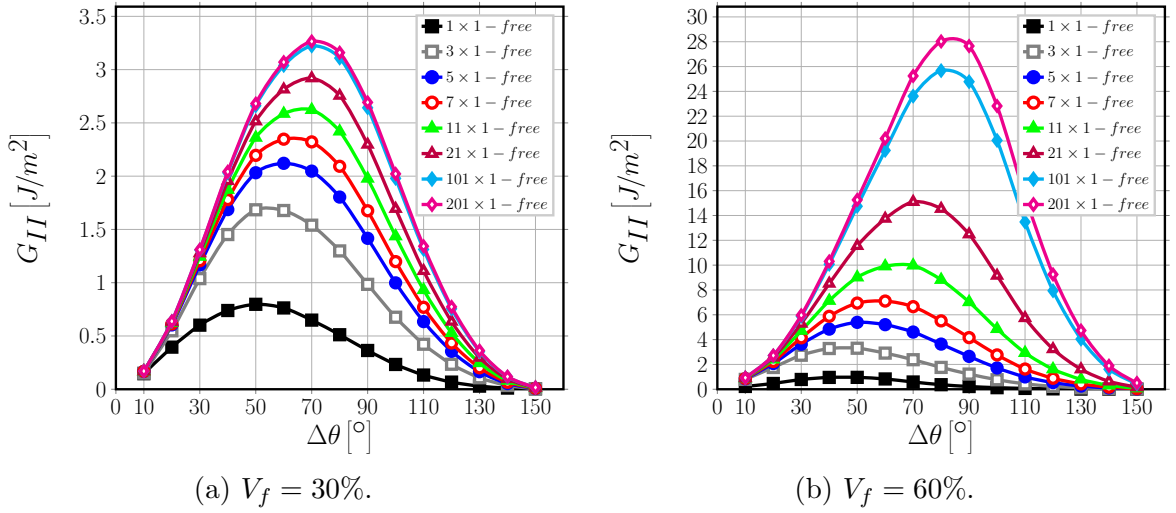 3.5
3
2.5
2
1.5
1
0.5
0
G_{II} [J/m^2]
0 10 30 50 70 90 110 130 150
Δθ [°]
1 × 1 − free
3 × 1 − free
5 × 1 − free
7 × 1 − free
11 × 1 − free
21 × 1 − free
101 × 1 − free
201 × 1 − free
(a) V_f = 30%.
30
28
26
24
22
20
18
16
14
12
10
8
6
4
2
0
G_{II} [J/m^2]
0 10 30 50 70 90 110 130 150
Δθ [°]
1 × 1 − free
3 × 1 − free
5 × 1 − free
7 × 1 − free
11 × 1 − free
21 × 1 − free
101 × 1 − free
201 × 1 − free
(b) V_f = 60%.